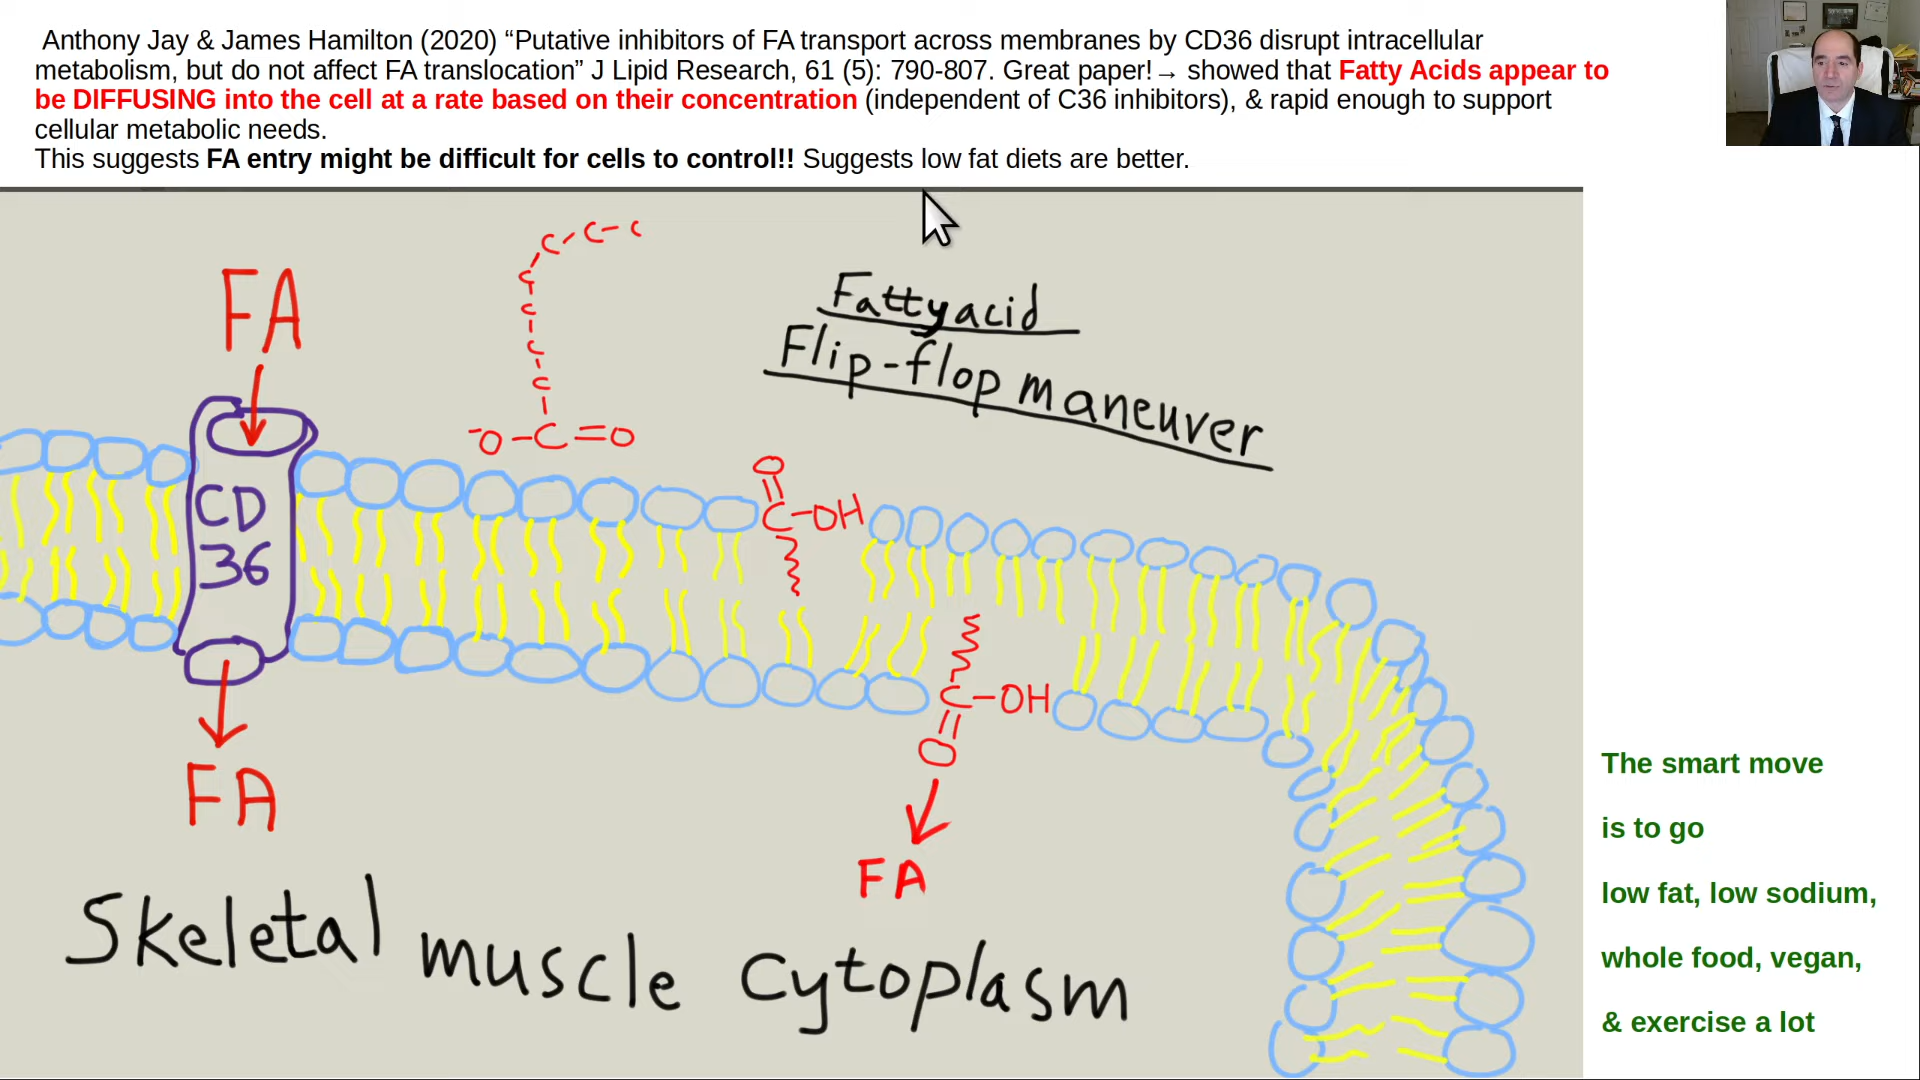 Anthony Jay & James Hamilton (2020) “Putative inhibitors of FA transport across membranes by CD36 disrupt intracellular
metabolism, but do not affect FA translocation” J Lipid Research, 61 (5): 790-807. Great paper!→ showed that Fatty Acids appear to
be DIFFUSING into the cell at a rate based on their concentration (independent of C36 inhibitors), & rapid enough to support
cellular metabolic needs.
This suggests FA entry might be difficult for cells to control!! Suggests low fat diets are better.
C-C-C
C
C
C
C
-O-C=O
FA
Fatty acid
Flip-flop maneuver
CD
36
O
C-OH
C-OH
O
FA
FA
Skeletal muscle cytoplasm
The smart move
is to go
low fat, low sodium,
whole food, vegan,
& exercise a lot